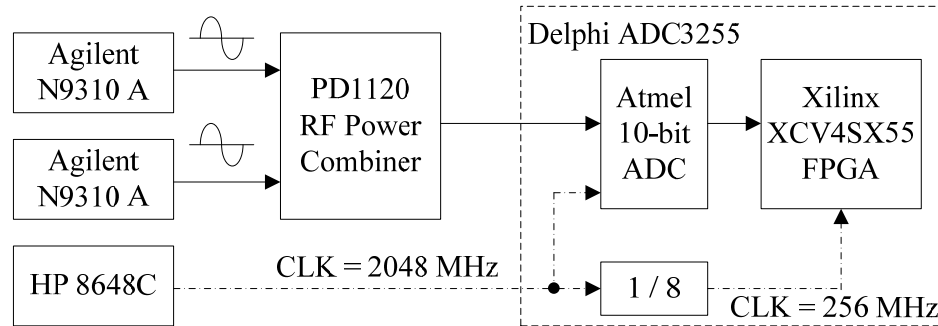 Agilent
N9310 A
Agilent
N9310 A
HP 8648C
PD1120
RF Power
Combiner
CLK = 2048 MHz
Delphi ADC3255
Atmel
10-bit
ADC
Xilinx
XCV4SX55
FPGA
1 / 8
CLK = 256 MHz